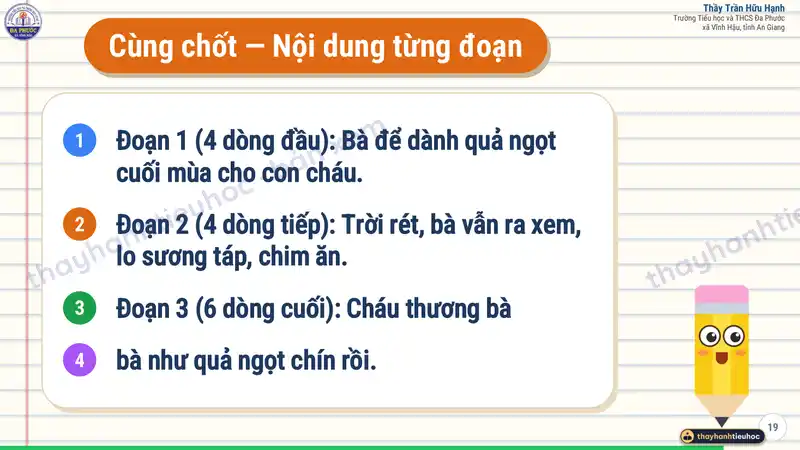 Thầy Trần Hữu Hạnh
Trường Tiểu học và THCS Đa Phước
xã Vĩnh Hậu, tỉnh An Giang
ĐA PHƯỚC
Cùng chốt — Nội dung từng đoạn
1 Đoạn 1 (4 dòng đầu): Bà để dành quả ngọt
cuối mùa cho con cháu.
2 Đoạn 2 (4 dòng tiếp): Trời rét, bà vẫn ra xem,
lo sương táp, chim ăn.
3 Đoạn 3 (6 dòng cuối): Cháu thương bà
4 bà như quả ngọt chín rồi.
19
thayhanhtieuhoc